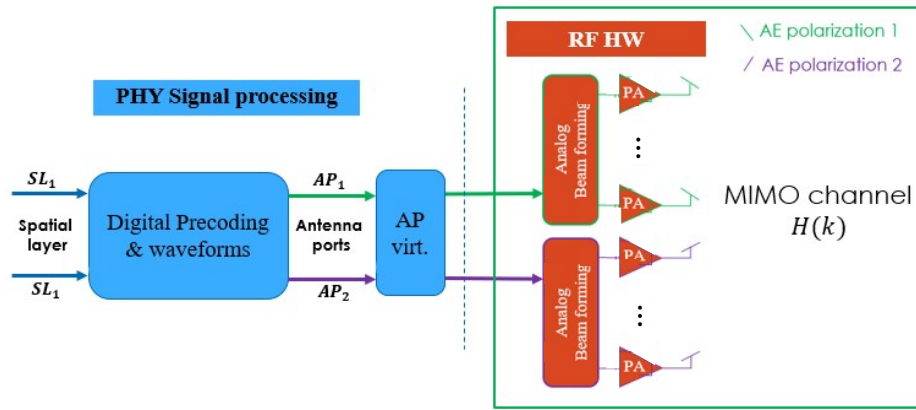 PHY Signal processing
SL₁
Spatial
layer
SL₁
Digital Precoding
& waveforms
AP₁
Antenna
ports
AP₂
AP
virt.
RF HW
Analog
Beam forming
PA
⋮
PA
Analog
Beam forming
PA
⋮
PA
\ AE polarization 1
/ AE polarization 2
MIMO channel
H(k)